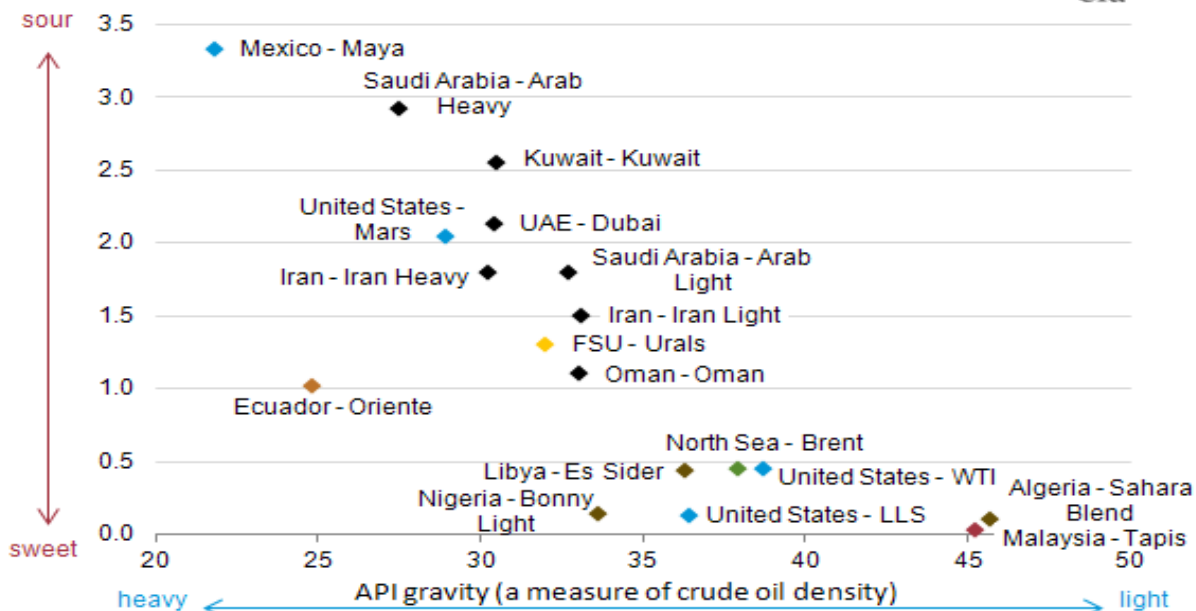 sour
3.5
Mexico - Maya
Saudi Arabia - Arab
Heavy
3.0
Kuwait - Kuwait
2.5
United States -
Mars
UAE - Dubai
2.0
Saudi Arabia - Arab
Light
Iran - Iran Heavy
1.5
Iran - Iran Light
FSU - Urals
Oman - Oman
1.0
Ecuador - Oriente
North Sea - Brent
0.5
Libya - Es Sider
United States - WTI
Algeria - Sahara
Blend
Nigeria - Bonny
Light
United States - LLS
Malaysia - Tapis
0.0
sweet
20 25 30 35 40 45 50
heavy API gravity (a measure of crude oil density) light